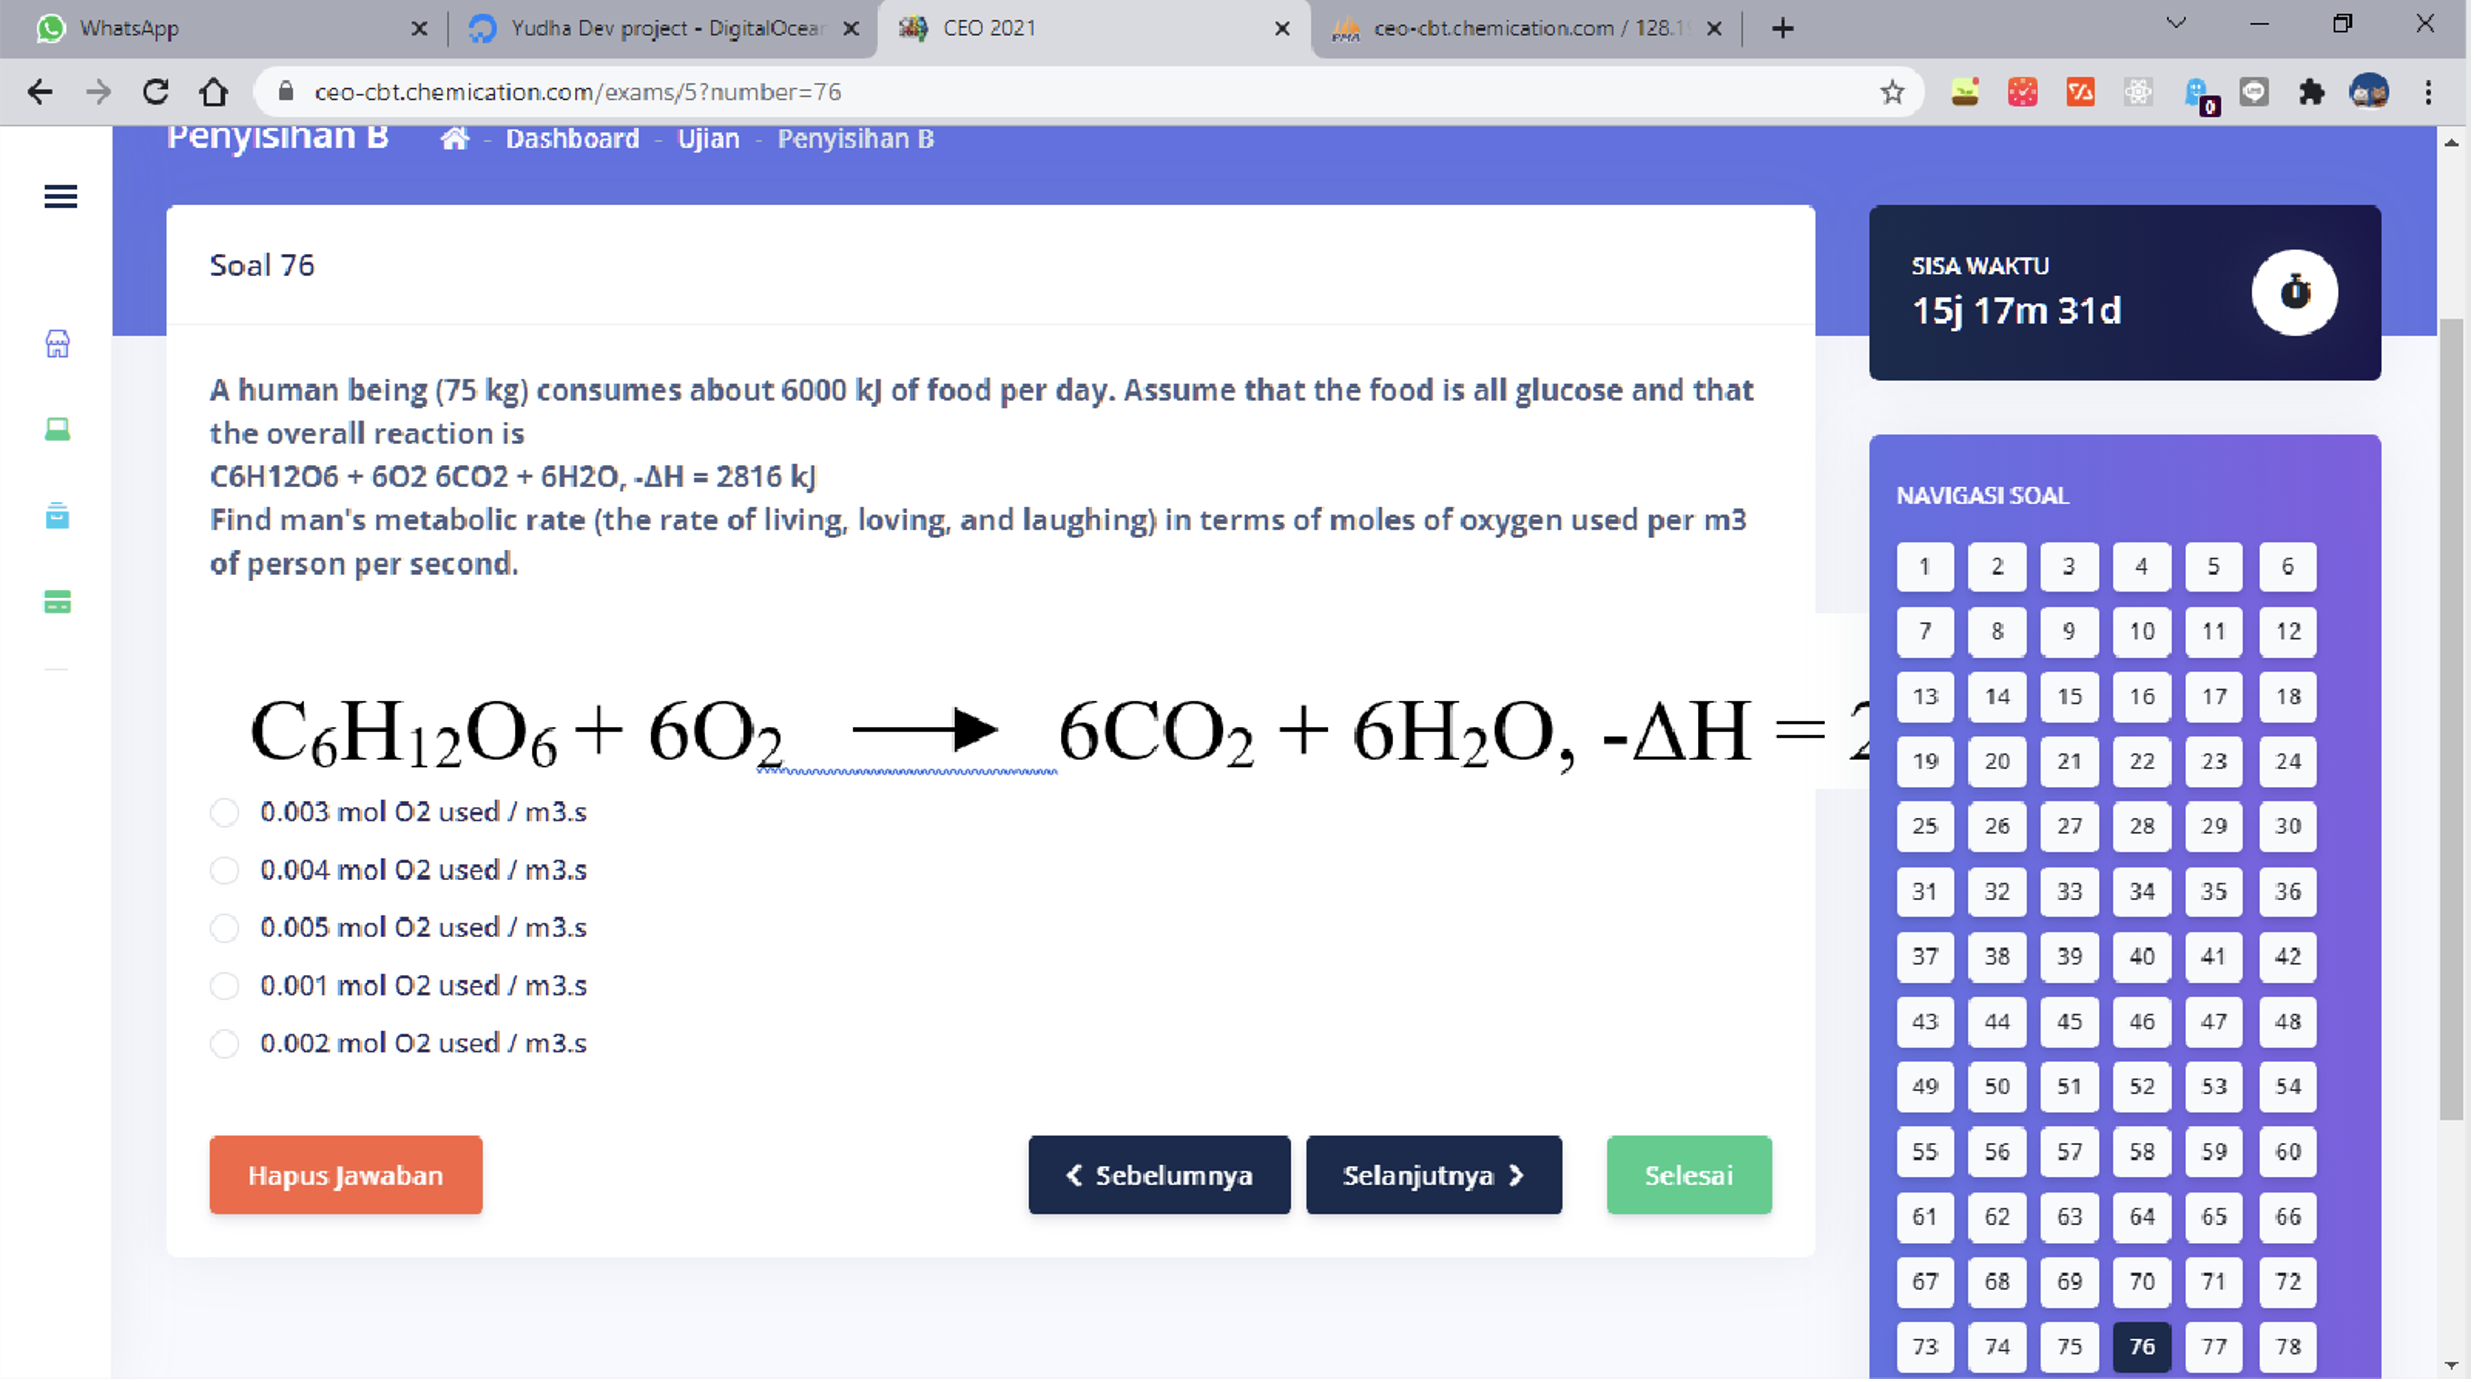 WhatsApp
Yudha Dev project - DigitalOcear
CEO 2021
ceo-cbt.chemication.com / 128.19
ceo-cbt.chemication.com/exams/5?number=76
0
Penyisihan B
- Dashboard - Ujian - Penyisihan B
Soal 76
A human being (75 kg) consumes about 6000 kJ of food per day. Assume that the food is all glucose and that
the overall reaction is
C6H12O6 + 6O2 6CO2 + 6H2O, -ΔH = 2816 kJ
Find man's metabolic rate (the rate of living, loving, and laughing) in terms of moles of oxygen used per m3
of person per second.
C₆H₁₂O₆ + 6O₂ → 6CO₂ + 6H₂O, -ΔH = 2
0.003 mol O2 used / m3.s
0.004 mol O2 used / m3.s
0.005 mol O2 used / m3.s
0.001 mol O2 used / m3.s
0.002 mol O2 used / m3.s
Hapus Jawaban
Sebelumnya
Selanjutnya
Selesai
SISA WAKTU
15j 17m 31d
NAVIGASI SOAL
1 2 3 4 5 6
7 8 9 10 11 12
13 14 15 16 17 18
19 20 21 22 23 24
25 26 27 28 29 30
31 32 33 34 35 36
37 38 39 40 41 42
43 44 45 46 47 48
49 50 51 52 53 54
55 56 57 58 59 60
61 62 63 64 65 66
67 68 69 70 71 72
73 74 75 76 77 78